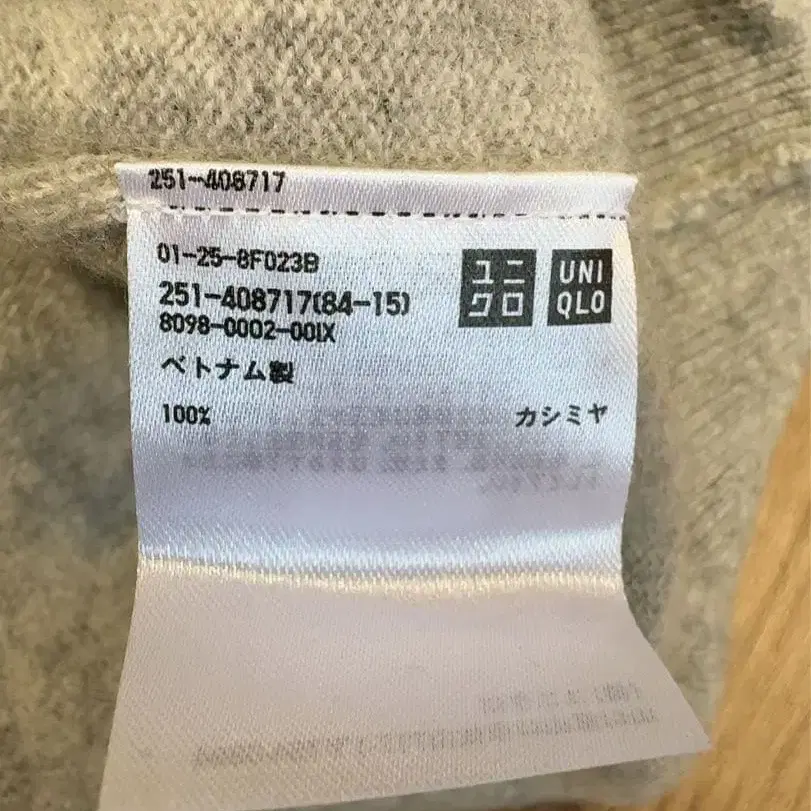 251-408717
01-25-8F023B
251-408717(84-15)
8098-0002-00IX
ベトナム製
100% カシミヤ
ユニ
クロ
UNI
QLO